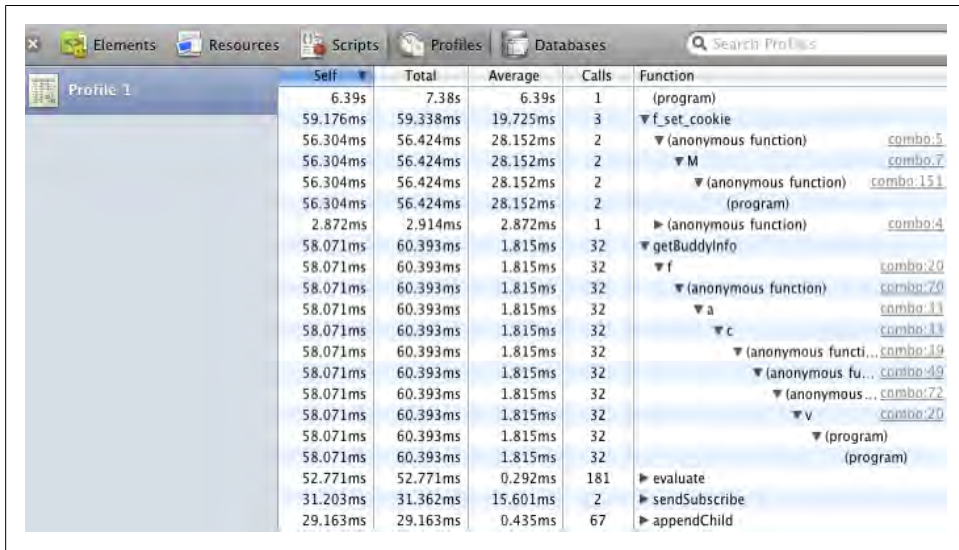 Elements Resources Scripts Profiles Databases Search Profiles
Profile 1
Self Total Average Calls Function
6.39s 7.38s 6.39s 1 (program)
59.176ms 59.338ms 19.725ms 3 f_set_cookie
56.304ms 56.424ms 28.152ms 2 (anonymous function) combo:5
56.304ms 56.424ms 28.152ms 2 M combo:7
56.304ms 56.424ms 28.152ms 2 (anonymous function) combo:151
56.304ms 56.424ms 28.152ms 2 (program)
2.872ms 2.914ms 2.872ms 1 (anonymous function) combo:4
58.071ms 60.393ms 1.815ms 32 getBuddyInfo
58.071ms 60.393ms 1.815ms 32 f combo:20
58.071ms 60.393ms 1.815ms 32 (anonymous function) combo:70
58.071ms 60.393ms 1.815ms 32 a combo:13
58.071ms 60.393ms 1.815ms 32 c combo:13
58.071ms 60.393ms 1.815ms 32 (anonymous functi... combo:19
58.071ms 60.393ms 1.815ms 32 (anonymous fu... combo:49
58.071ms 60.393ms 1.815ms 32 (anonymous ... combo:72
58.071ms 60.393ms 1.815ms 32 v combo:20
58.071ms 60.393ms 1.815ms 32 (program)
58.071ms 60.393ms 1.815ms 32 (program)
52.771ms 52.771ms 0.292ms 181 evaluate
31.203ms 31.362ms 15.601ms 2 sendSubscribe
29.163ms 29.163ms 0.435ms 67 appendChild